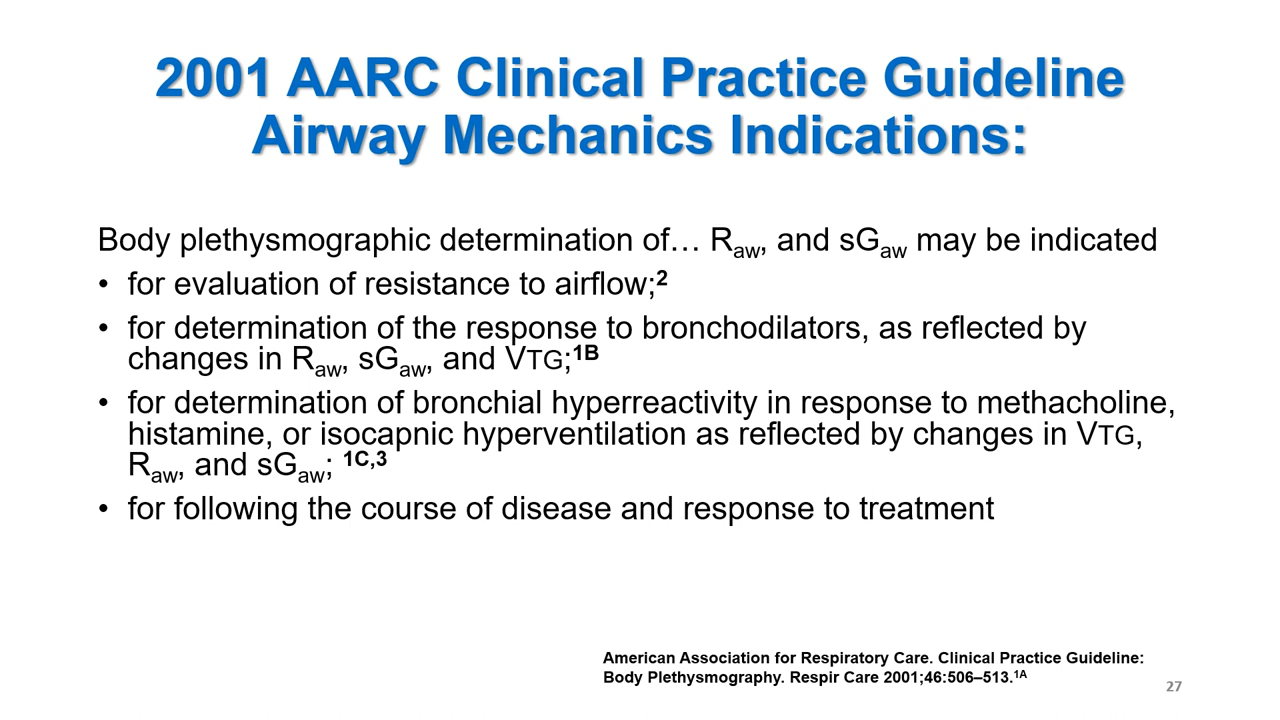 2001 AARC Clinical Practice Guideline
Airway Mechanics Indications:
Body plethysmographic determination of… Raw, and sGaw may be indicated
• for evaluation of resistance to airflow;2
• for determination of the response to bronchodilators, as reflected by
changes in Raw, sGaw, and VTG;1B
• for determination of bronchial hyperreactivity in response to methacholine,
histamine, or isocapnic hyperventilation as reflected by changes in VTG,
Raw, and sGaw; 1C,3
• for following the course of disease and response to treatment
American Association for Respiratory Care. Clinical Practice Guideline:
Body Plethysmography. Respir Care 2001;46:506–513.1A
27